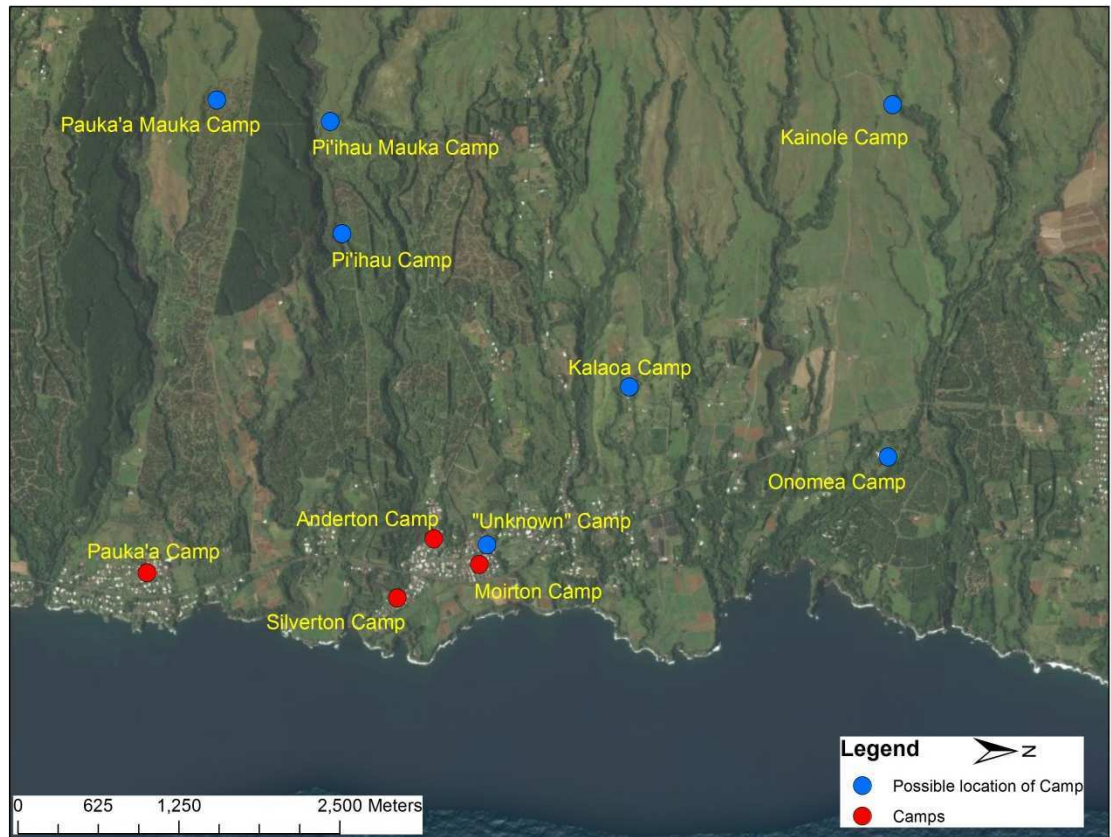 Pauka'a Mauka Camp
Pi'ihau Mauka Camp
Kainole Camp
Pi'ihau Camp
Kalaoa Camp
Onomea Camp
Anderton Camp
"Unknown" Camp
Pauka'a Camp
Moirton Camp
Silverton Camp
Legend
N
Possible location of Camp
Camps
0 625 1,250 2,500 Meters